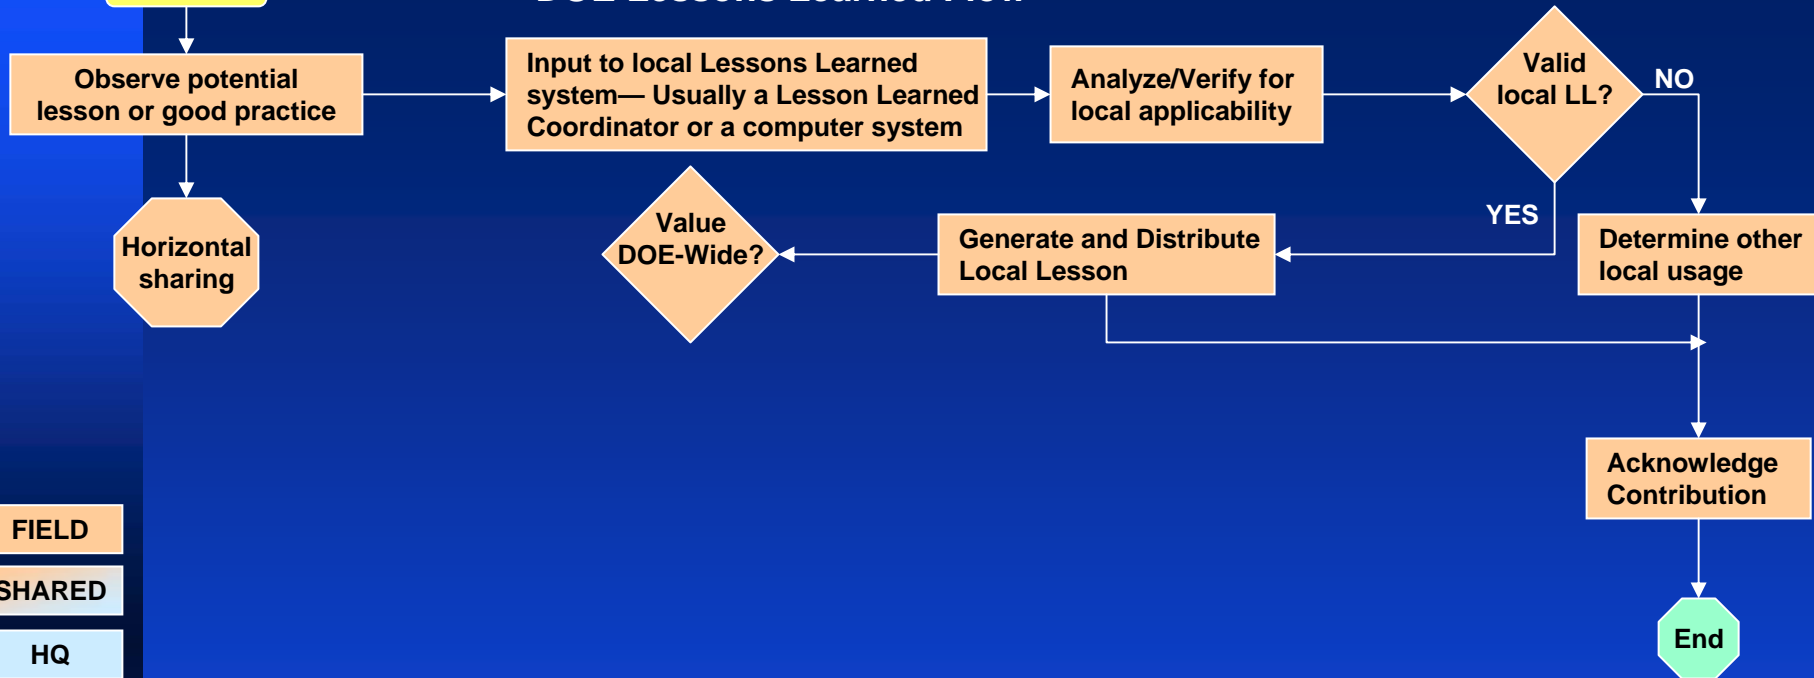 Observe potential
lesson or good practice
Input to local Lessons Learned
system— Usually a Lesson Learned
Coordinator or a computer system
Analyze/Verify for
local applicability
Valid
local LL?
NO
YES
Horizontal
sharing
Value
DOE-Wide?
Generate and Distribute
Local Lesson
Determine other
local usage
Acknowledge
Contribution
FIELD
SHARED
HQ
End